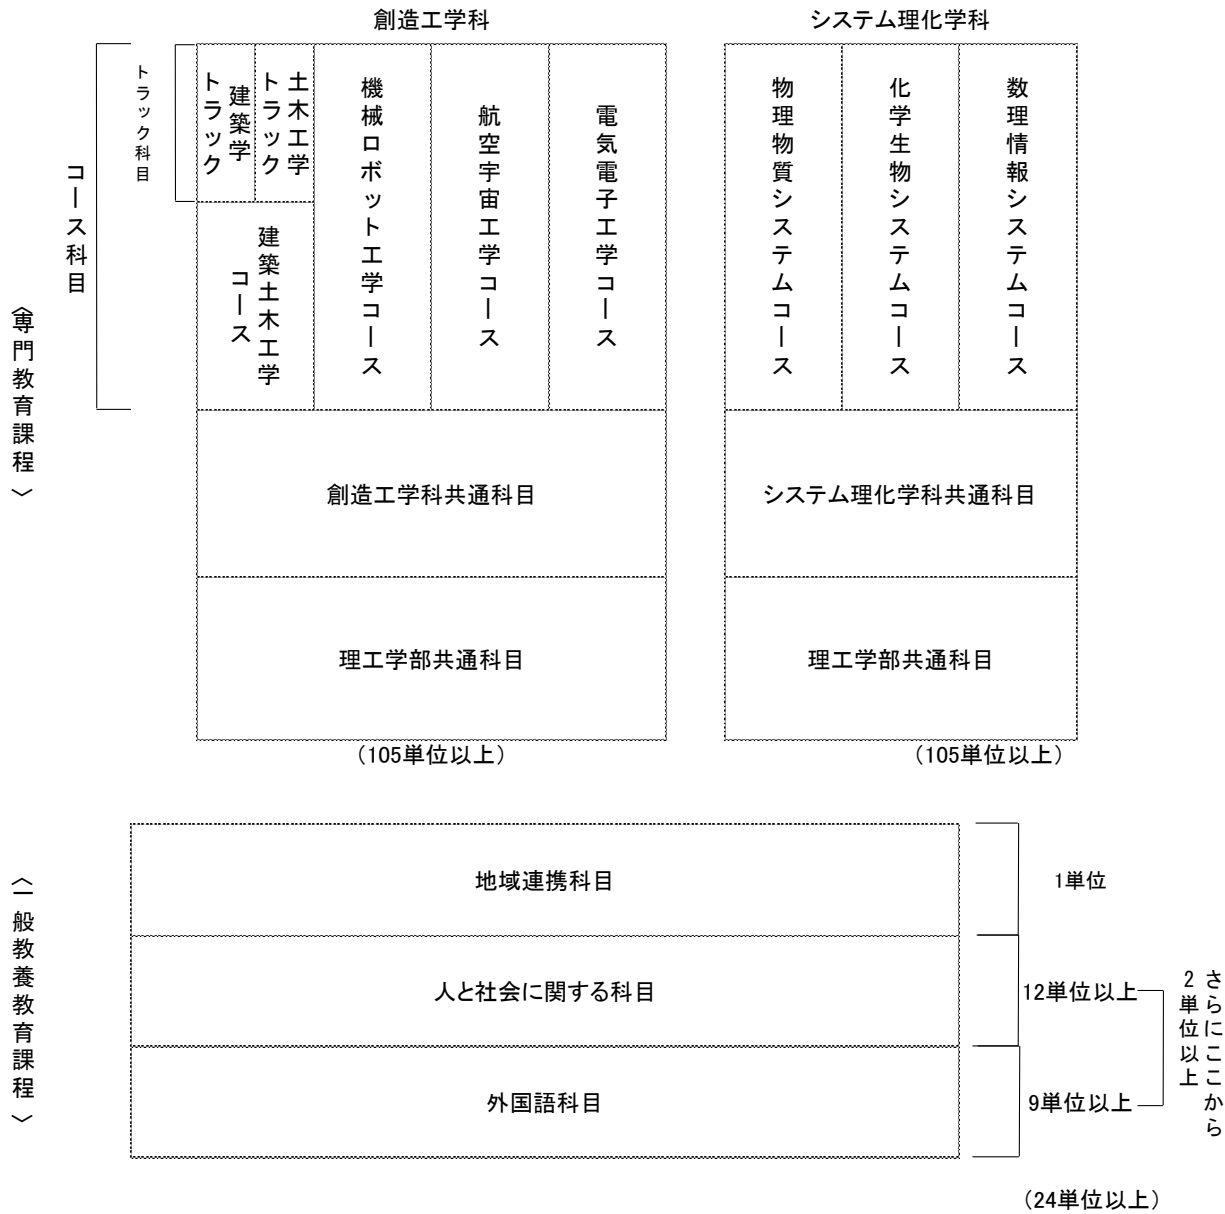 創造工学科
システム理化学科
〈専門教育課程〉
コース科目
トラック科目
建築学
トラック
土木工学
トラック
建築土木工学
コース
機械ロボット工学コース
航空宇宙工学コース
電気電子工学コース
物理物質システムコース
化学生物システムコース
数理情報システムコース
創造工学科共通科目
システム理化学科共通科目
理工学部共通科目
理工学部共通科目
（105単位以上）
（105単位以上）
〈一般教養教育課程〉
地域連携科目
1単位
人と社会に関する科目
12単位以上
外国語科目
9単位以上
さらにここから
2単位以上
（24単位以上）